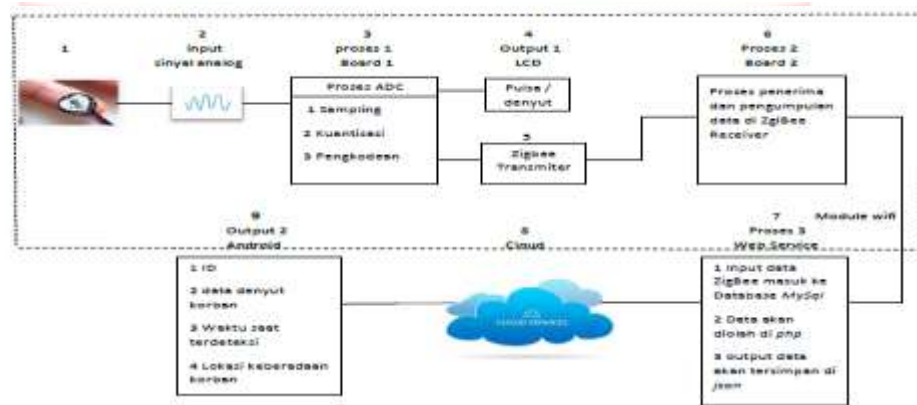 1
2
Input
sinyal analog
3
proses 1
Board 1
Proses ADC
1 Sampling
2 Kuantisasi
3 Pengkodean
4
Output 1
LCD
Pulsa /
denyut
5
Zigbee
Transmiter
6
Proses 2
Board 2
Proses penerima
dan pengumpulan
data di ZgiBee
Receiver
Module wifi
7
Proses 3
Web Service
1 Input data
ZigBee masuk ke
Database MySql
2 Data akan
diolah di php
3 output data
akan tersimpan di
json
8
Cloud
CLOUD SERVICES
9
Output 2
Android
1 ID
2 data denyut
korban
3 Waktu saat
terdeteksi
4 Lokasi keberadaan
korban